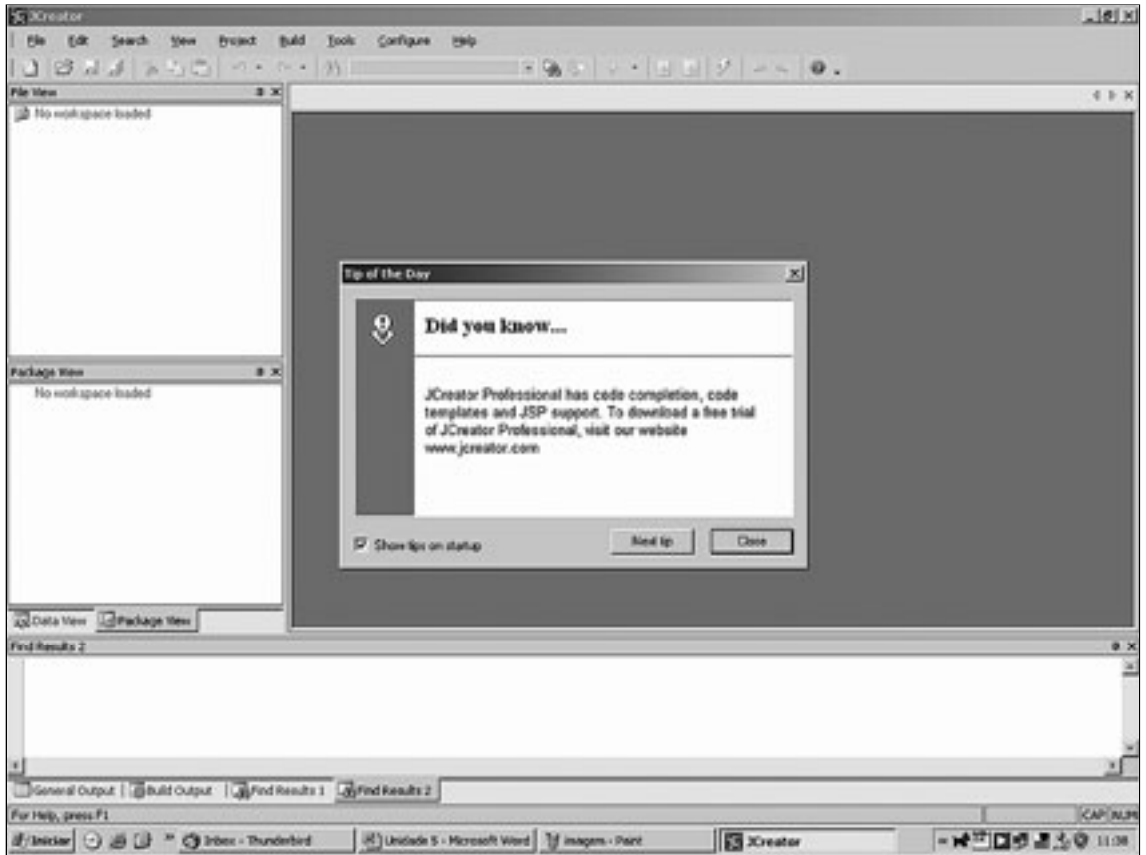 JCreator
File Edit Search View Project Build Tools Configure Help
File View
No workspace loaded
Package View
No workspace loaded
Data View Package View
Tip of the Day
Did you know...
JCreator Professional has code completion, code
templates and JSP support. To download a free trial
of JCreator Professional, visit our website
www.jcreator.com
Show tips on startup
Next tip Close
Find Results 2
General Output Build Output Find Results 1 Find Results 2
For Help, press F1
CAP NUM
Iniciar Inbox - Thunderbird Unidade 5 - Microsoft Word imagem - Paint JCreator 11:38